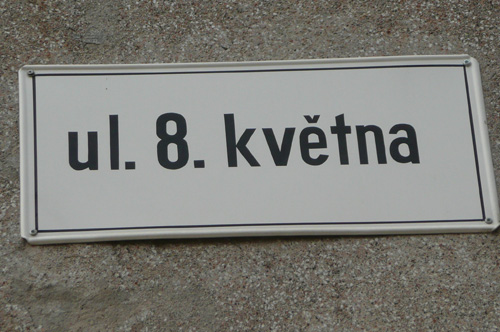 ul. 8. května